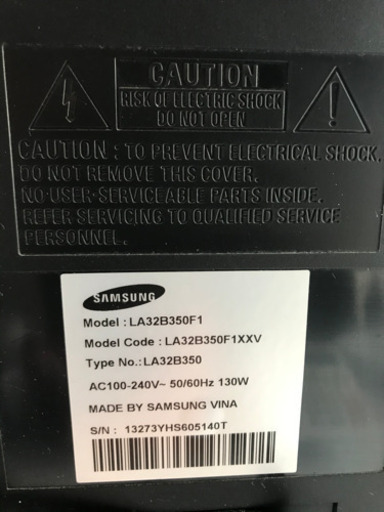 CAUTION
RISK OF ELECTRIC SHOCK
DO NOT OPEN
CAUTION : TO PREVENT ELECTRICAL SHOCK,
DO NOT REMOVE THIS COVER.
NO-USER-SERVICEABLE PARTS INSIDE.
REFER SERVICING TO QUALIFIED SERVICE
PERSONNEL.
SAMSUNG
Model : LA32B350F1
Model Code : LA32B350F1XXV
Type No.: LA32B350
AC100-240V~ 50/60Hz 130W
MADE BY SAMSUNG VINA
S/N : 13273YHS605140T